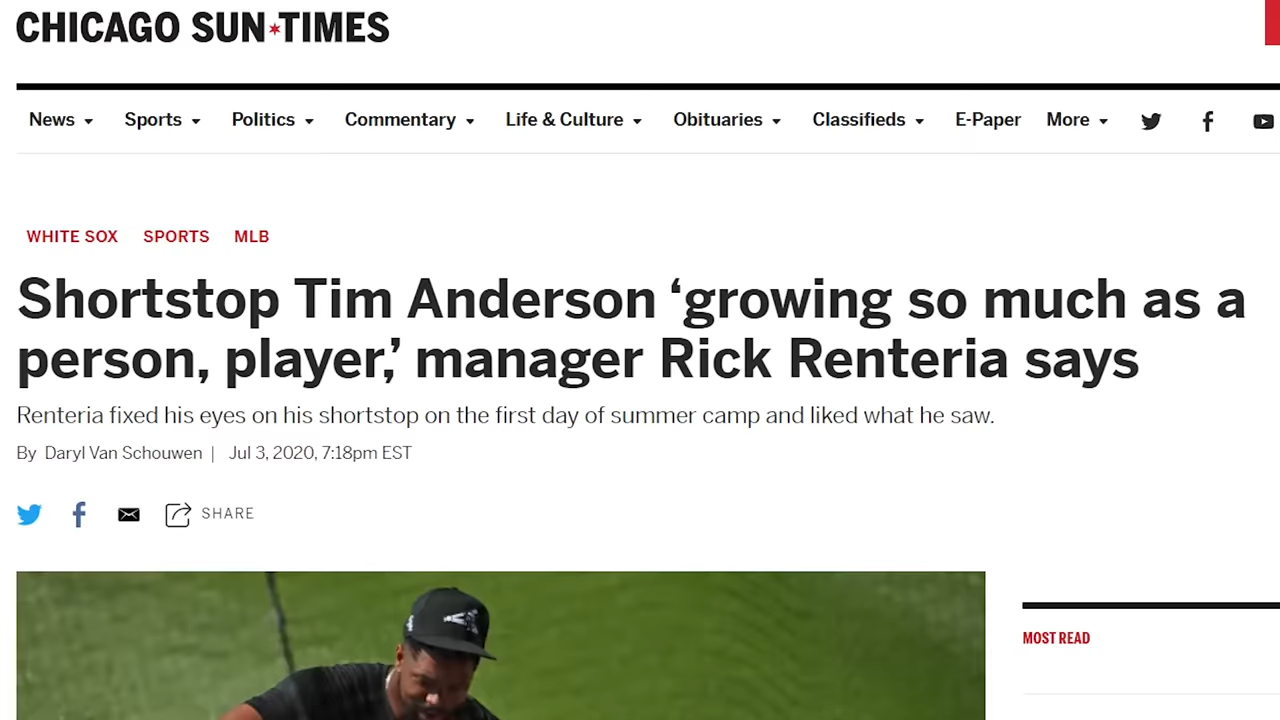 CHICAGO SUN★TIMES
News Sports Politics Commentary Life & Culture Obituaries Classifieds E-Paper More
WHITE SOX SPORTS MLB
Shortstop Tim Anderson ‘growing so much as a
person, player,’ manager Rick Renteria says
Renteria fixed his eyes on his shortstop on the first day of summer camp and liked what he saw.
By Daryl Van Schouwen | Jul 3, 2020, 7:18pm EST
SHARE
MOST READ